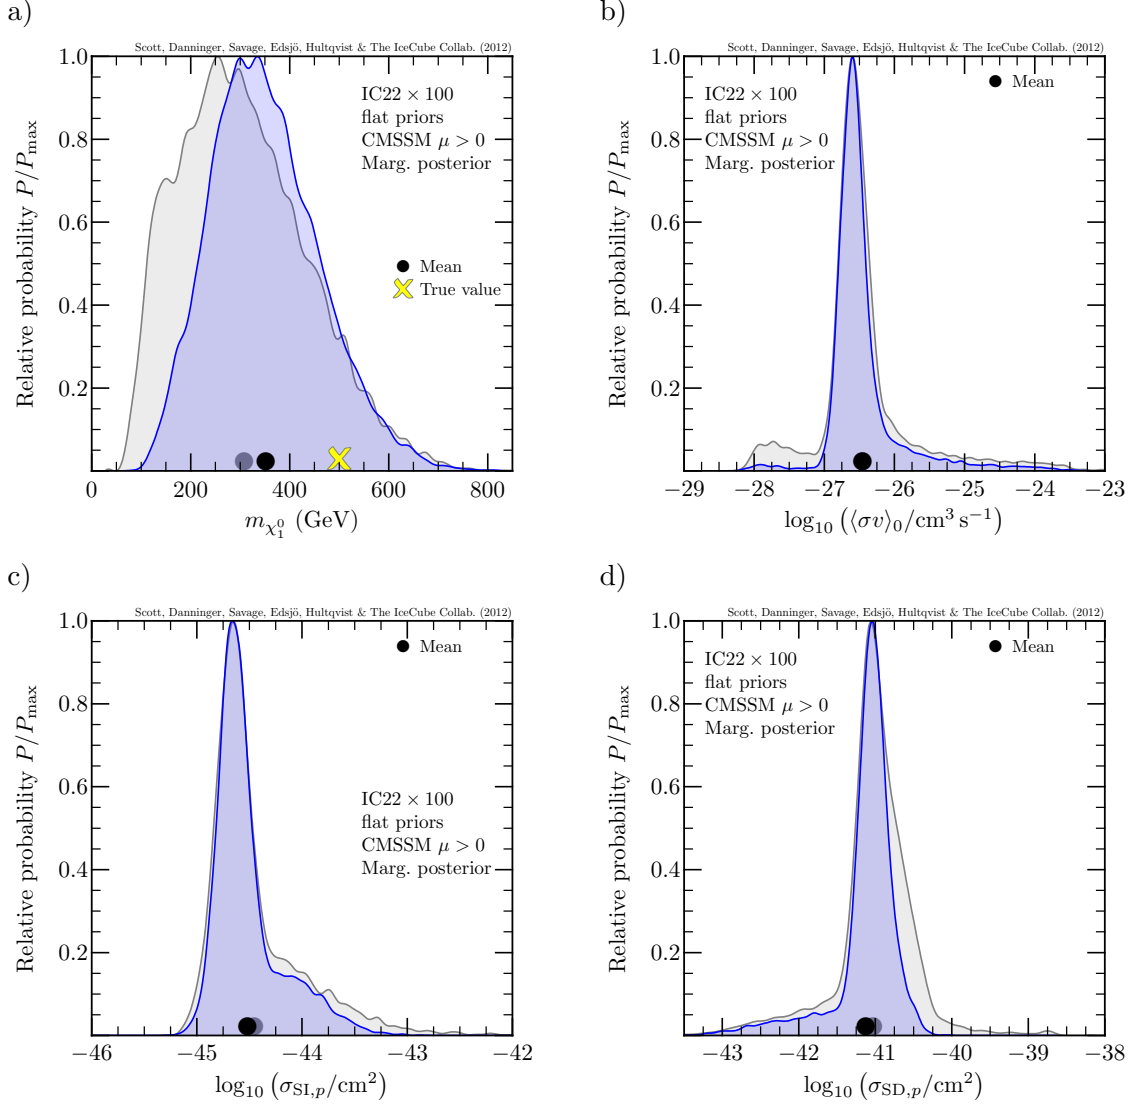 a)
Scott, Danninger, Savage, Edsjö, Hultqvist & The IceCube Collab. (2012)
1.0
0.8
0.6
0.4
0.2
Relative probability P/P_max
IC22 × 100
flat priors
CMSSM μ > 0
Marg. posterior
Mean
True value
0 200 400 600 800
m_χ̃₁⁰ (GeV)
b)
Scott, Danninger, Savage, Edsjö, Hultqvist & The IceCube Collab. (2012)
1.0
0.8
0.6
0.4
0.2
Relative probability P/P_max
IC22 × 100
flat priors
CMSSM μ > 0
Marg. posterior
Mean
−29 −28 −27 −26 −25 −24 −23
log₁₀ (⟨σv⟩₀/cm³ s⁻¹)
c)
Scott, Danninger, Savage, Edsjö, Hultqvist & The IceCube Collab. (2012)
1.0
0.8
0.6
0.4
0.2
Relative probability P/P_max
Mean
IC22 × 100
flat priors
CMSSM μ > 0
Marg. posterior
−46 −45 −44 −43 −42
log₁₀ (σ_SI,p/cm²)
d)
Scott, Danninger, Savage, Edsjö, Hultqvist & The IceCube Collab. (2012)
1.0
0.8
0.6
0.4
0.2
Relative probability P/P_max
Mean
IC22 × 100
flat priors
CMSSM μ > 0
Marg. posterior
−43 −42 −41 −40 −39 −38
log₁₀ (σ_SD,p/cm²)